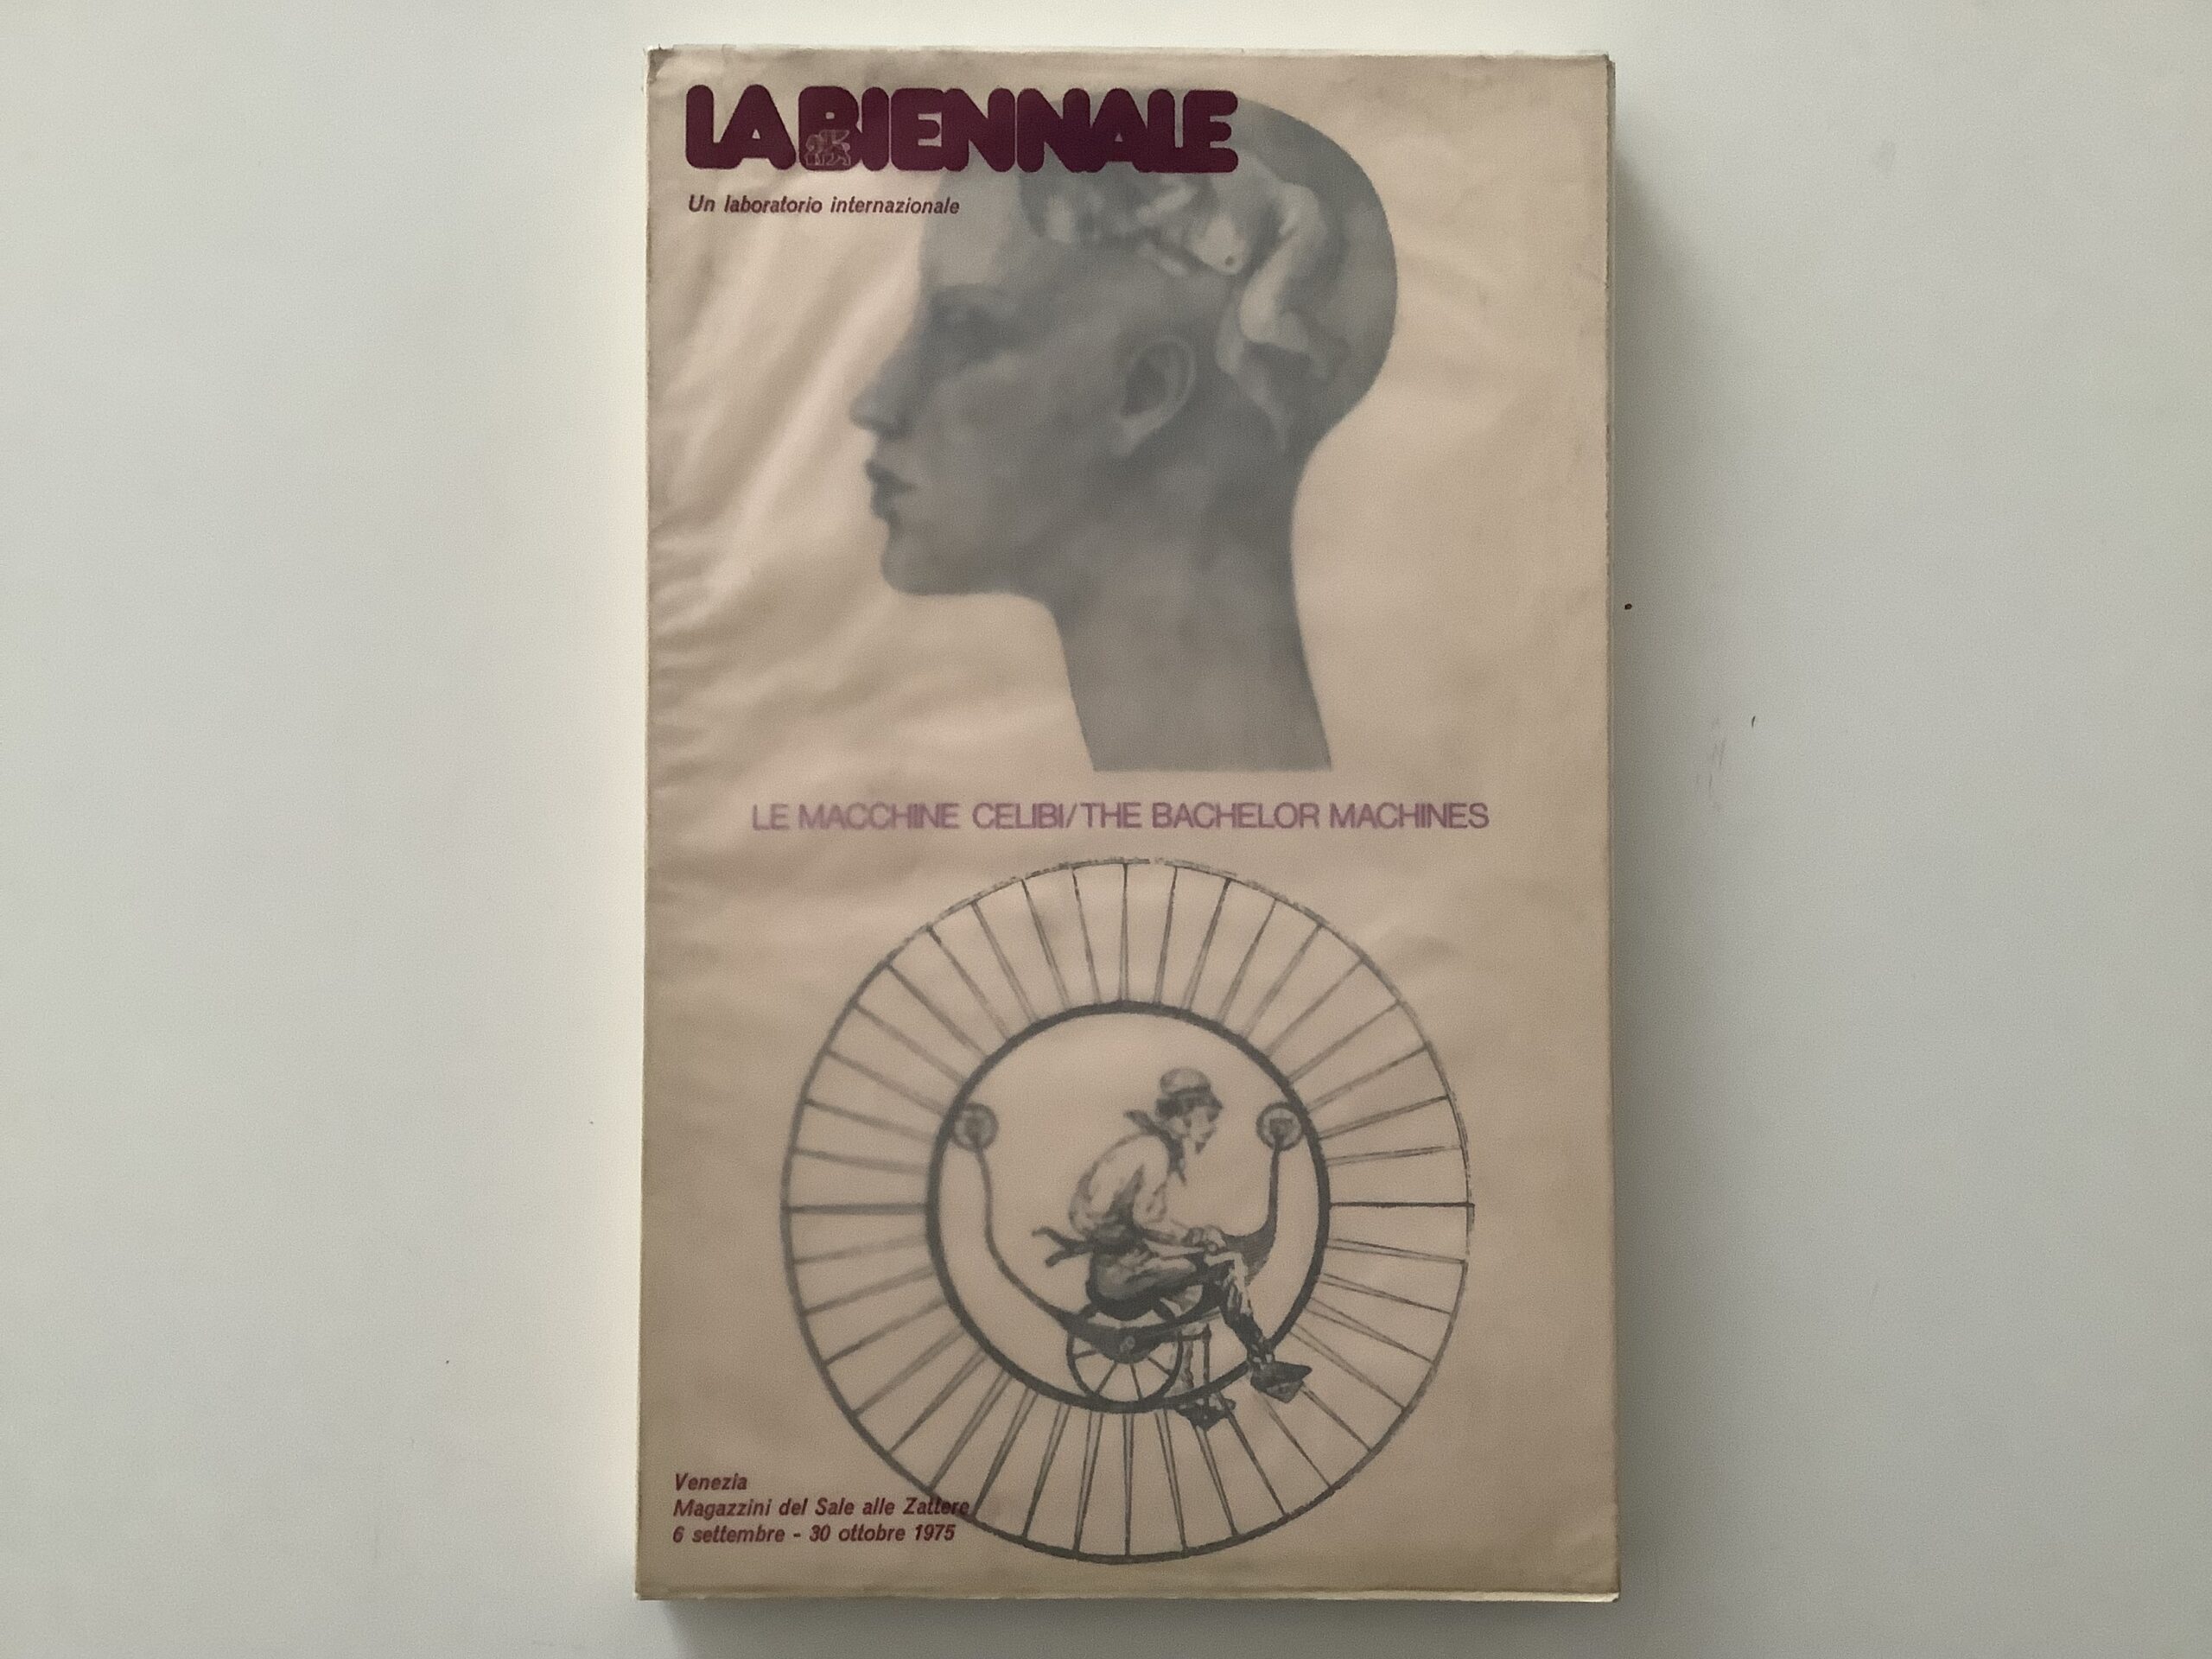 LA BIENNALE
Un laboratorio internazionale
LE MACCHINE CELIBI/THE BACHELOR MACHINES
Venezia
Magazzini del Sale alle Zattere
6 settembre - 30 ottobre 1975